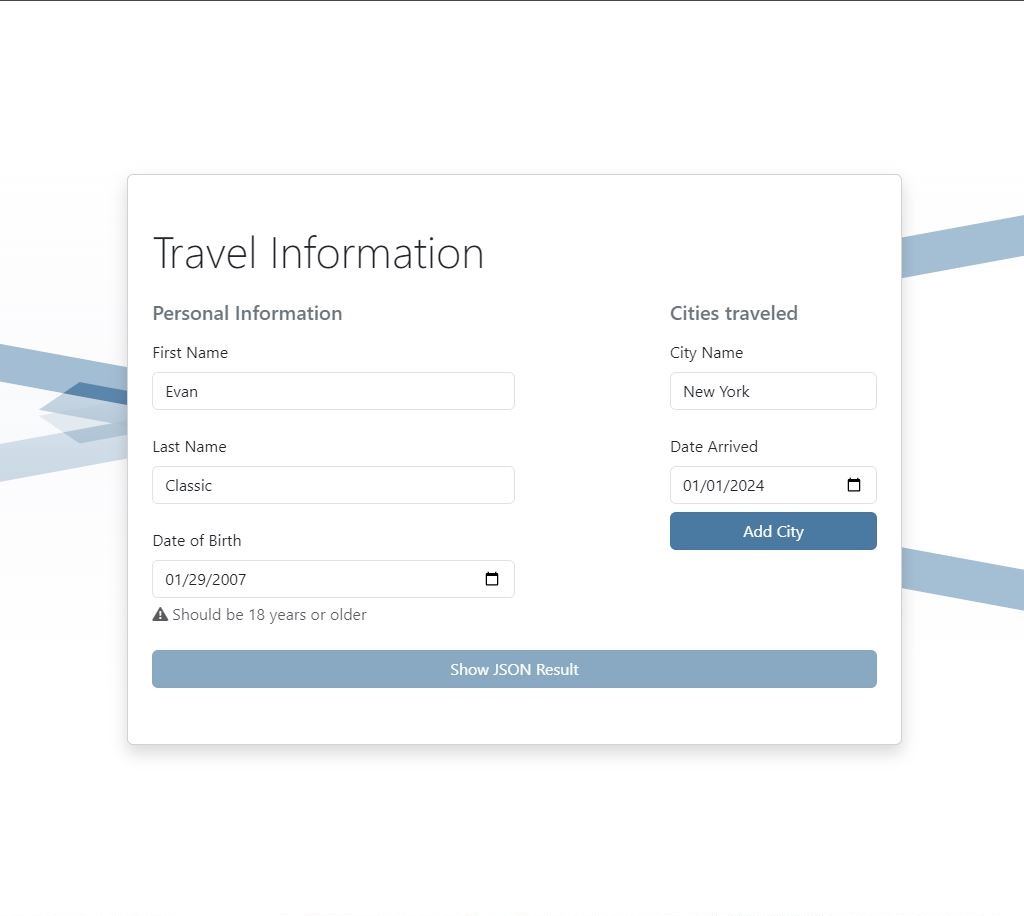 Travel Information
Personal Information
First Name
Evan
Last Name
Classic
Date of Birth
01/29/2007
Should be 18 years or older
Cities traveled
City Name
New York
Date Arrived
01/01/2024
Add City
Show JSON Result